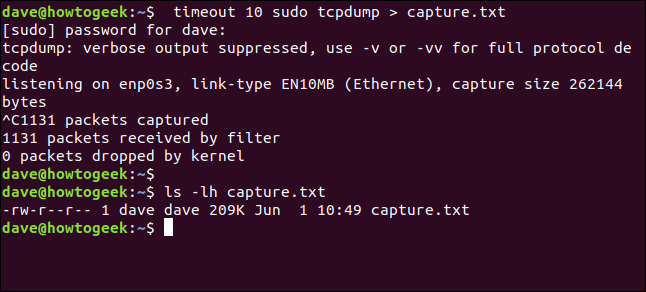 dave@howtogeek:~$  timeout 10 sudo tcpdump > capture.txt
[sudo] password for dave:
tcpdump: verbose output suppressed, use -v or -vv for full protocol de
code
listening on enp0s3, link-type EN10MB (Ethernet), capture size 262144
bytes
^C1131 packets captured
1131 packets received by filter
0 packets dropped by kernel
dave@howtogeek:~$
dave@howtogeek:~$ ls -lh capture.txt
-rw-r--r-- 1 dave dave 209K Jun  1 10:49 capture.txt
dave@howtogeek:~$